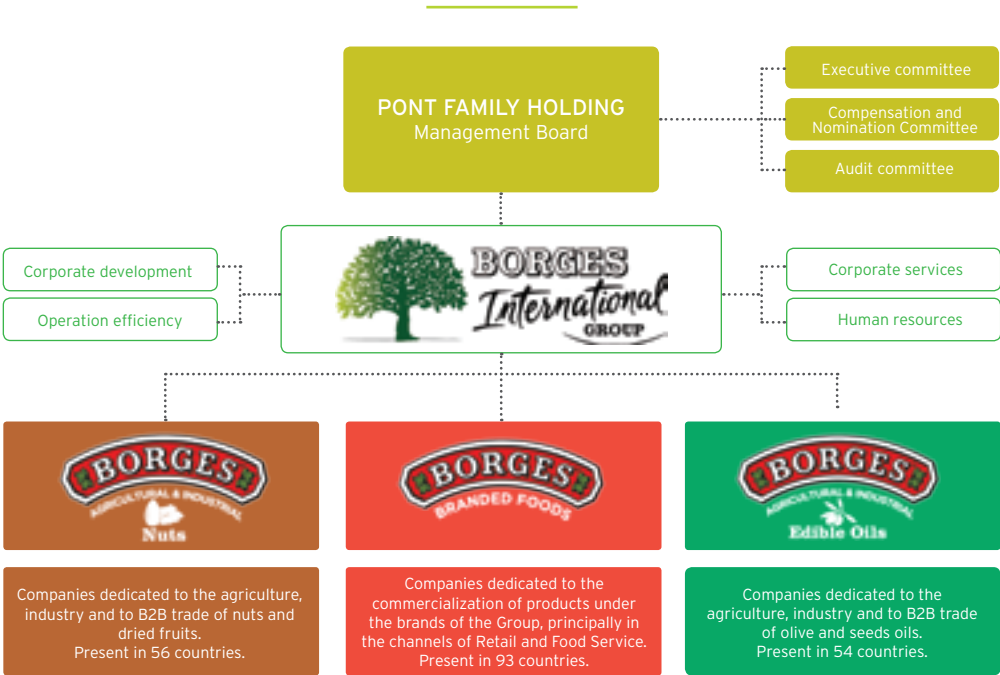 PONT FAMILY HOLDING
Management Board
Executive committee
Compensation and
Nomination Committee
Audit committee
Corporate development
Operation efficiency
BORGES
International
GROUP
Corporate services
Human resources
BORGES
AGRICULTURAL & INDUSTRIAL
Nuts
BORGES
BRANDED FOODS
BORGES
AGRICULTURAL & INDUSTRIAL
Edible Oils
Companies dedicated to the agriculture,
industry and to B2B trade of nuts and
dried fruits.
Present in 56 countries.
Companies dedicated to the
commercialization of products under
the brands of the Group, principally in
the channels of Retail and Food Service.
Present in 93 countries.
Companies dedicated to the
agriculture, industry and to B2B trade
of olive and seeds oils.
Present in 54 countries.